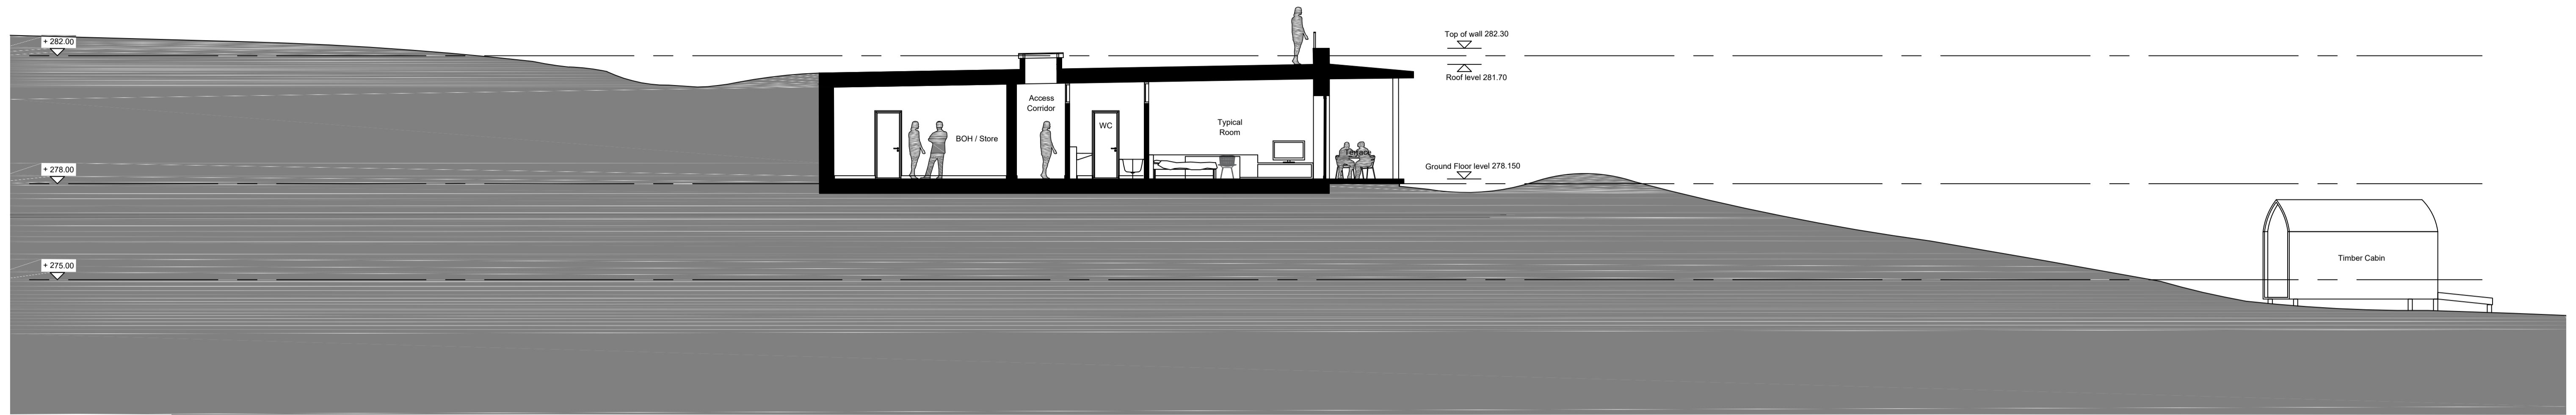 + 282.00
Top of wall 282.30
Roof level 281.70
Access
Corridor
BOH / Store
WC
Typical
Room
Terrace
+ 278.00
Ground Floor level 278.150
+ 275.00
Timber Cabin